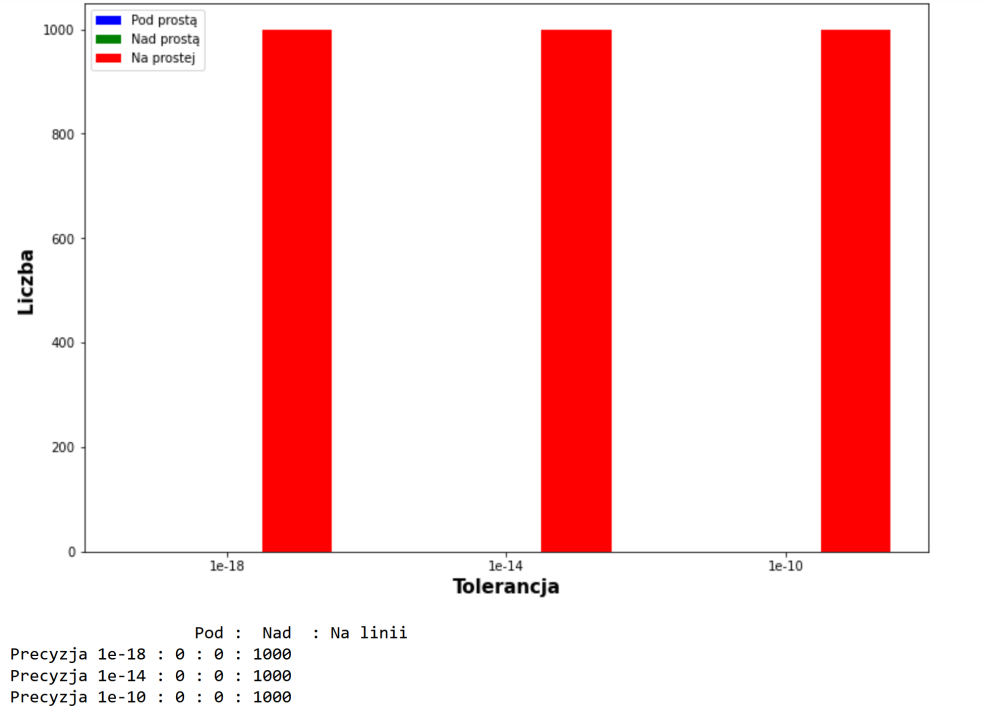 1000
800
600
400
200
0
Liczba
Pod prostą
Nad prostą
Na prostej
1e-18 1e-14 1e-10
Tolerancja
Pod : Nad : Na linii
Precyzja 1e-18 : 0 : 0 : 1000
Precyzja 1e-14 : 0 : 0 : 1000
Precyzja 1e-10 : 0 : 0 : 1000